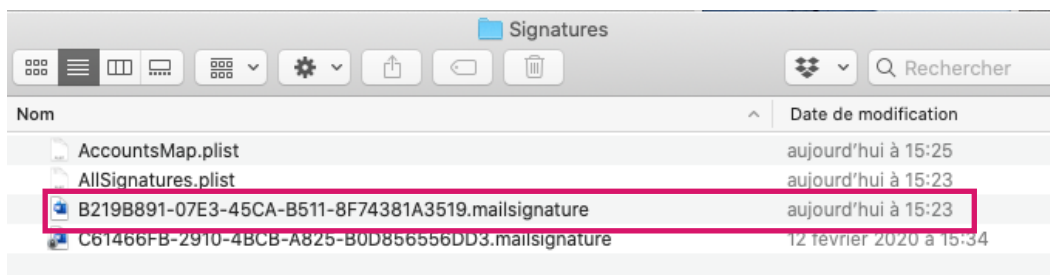 Signatures
Rechercher
Nom Date de modification
AccountsMap.plist aujourd'hui à 15:25
AllSignatures.plist aujourd'hui à 15:23
B219B891-07E3-45CA-B511-8F74381A3519.mailsignature aujourd'hui à 15:23
C61466FB-2910-4BCB-A825-B0D856556DD3.mailsignature 12 février 2020 à 15:34